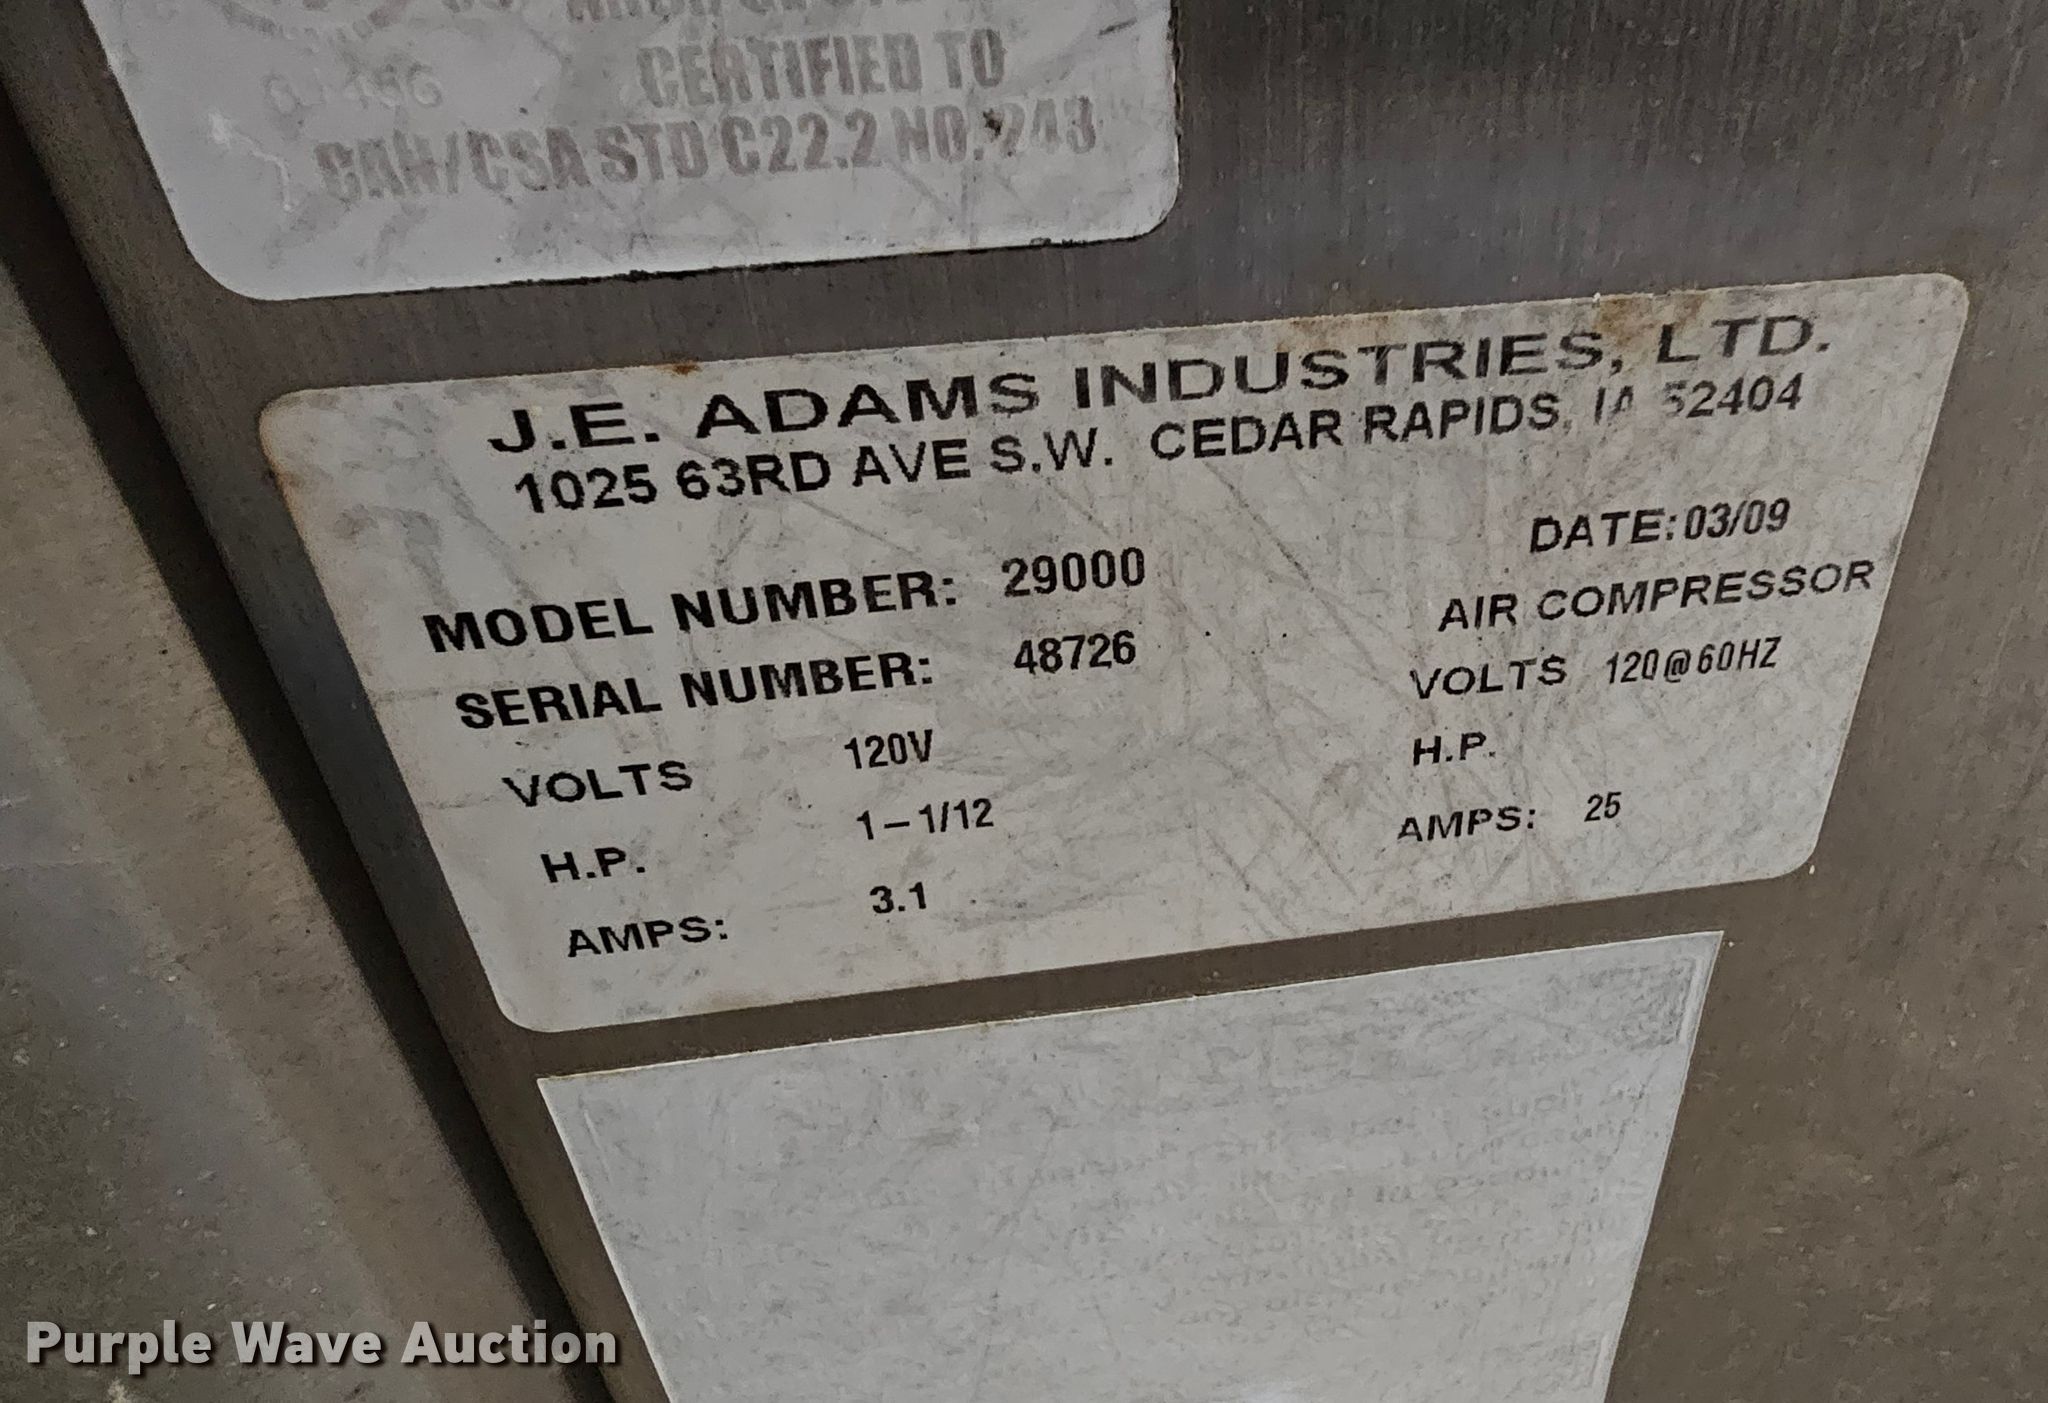 CERTIFIED TO
CAN/CSA STD C22.2 NO. 243
J.E. ADAMS INDUSTRIES, LTD.
1025 63RD AVE S.W. CEDAR RAPIDS, IA 52404
DATE: 03/09
MODEL NUMBER: 29000
AIR COMPRESSOR
SERIAL NUMBER: 48726
VOLTS 120@60HZ
VOLTS 120V
H.P.
H.P. 1-1/12
AMPS: 25
AMPS: 3.1
Purple Wave Auction